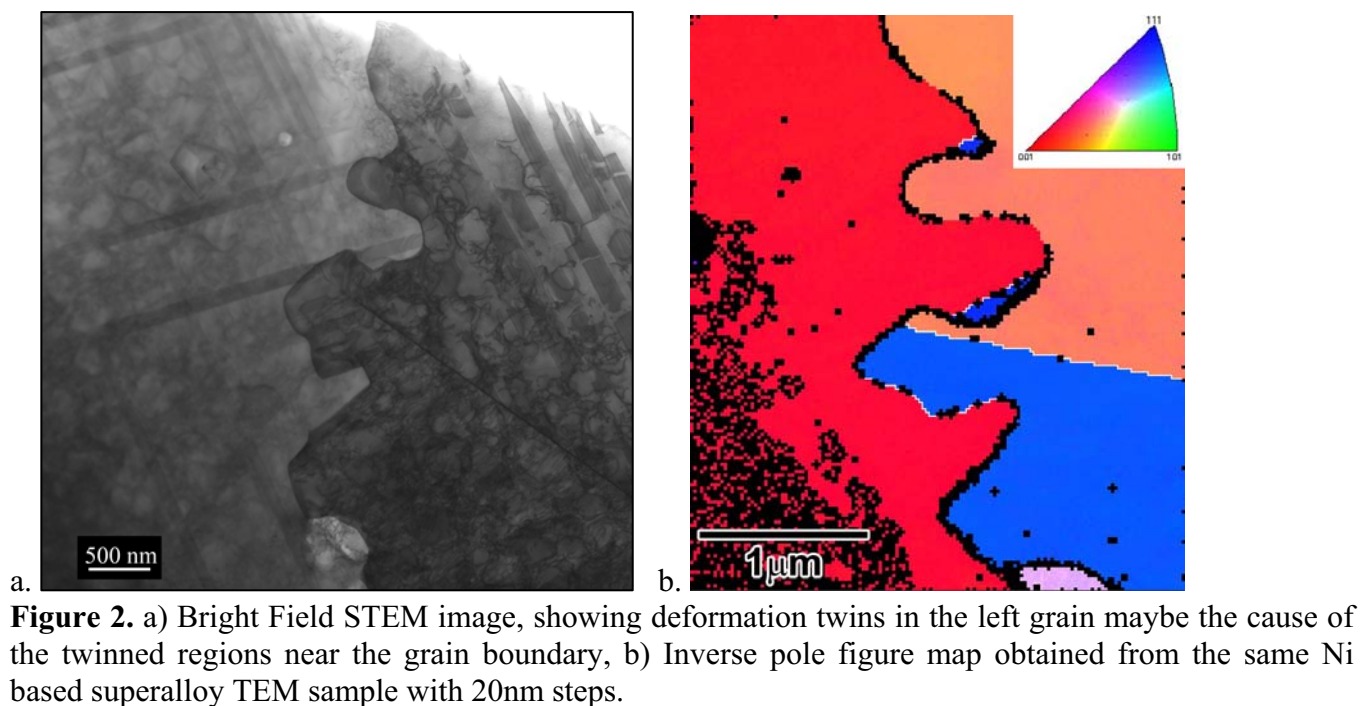 111
001
101
500 nm
1μm
a.
b.
Figure 2. a) Bright Field STEM image, showing deformation twins in the left grain maybe the cause of
the twinned regions near the grain boundary, b) Inverse pole figure map obtained from the same Ni
based superalloy TEM sample with 20nm steps.